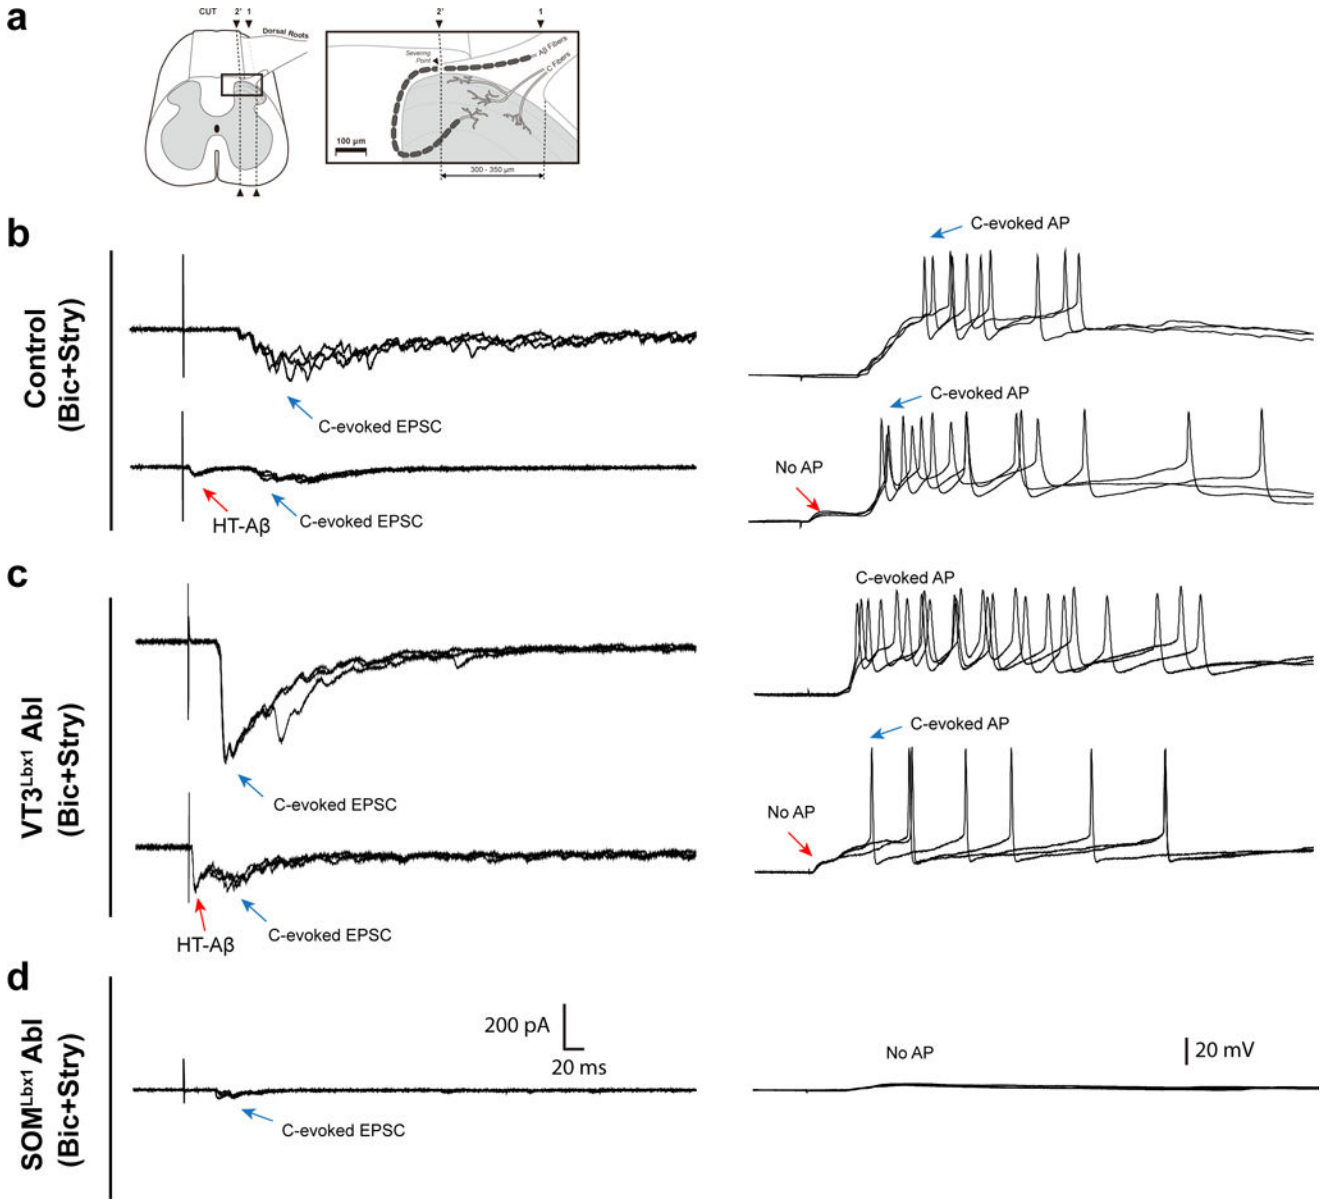 a
CUT 2' 1
Dorsal Roots
2' 1
Severing
Point
Aβ Fibers
C Fibers
100 µm
300 - 350 µm
b
Control
(Bic+Stry)
C-evoked EPSC
C-evoked AP
HT-Aβ
C-evoked EPSC
C-evoked AP
No AP
c
VT3Lbx1 Abl
(Bic+Stry)
C-evoked EPSC
C-evoked AP
HT-Aβ
C-evoked EPSC
C-evoked AP
No AP
d
SOMLbx1 Abl
(Bic+Stry)
C-evoked EPSC
200 pA
20 ms
No AP
20 mV